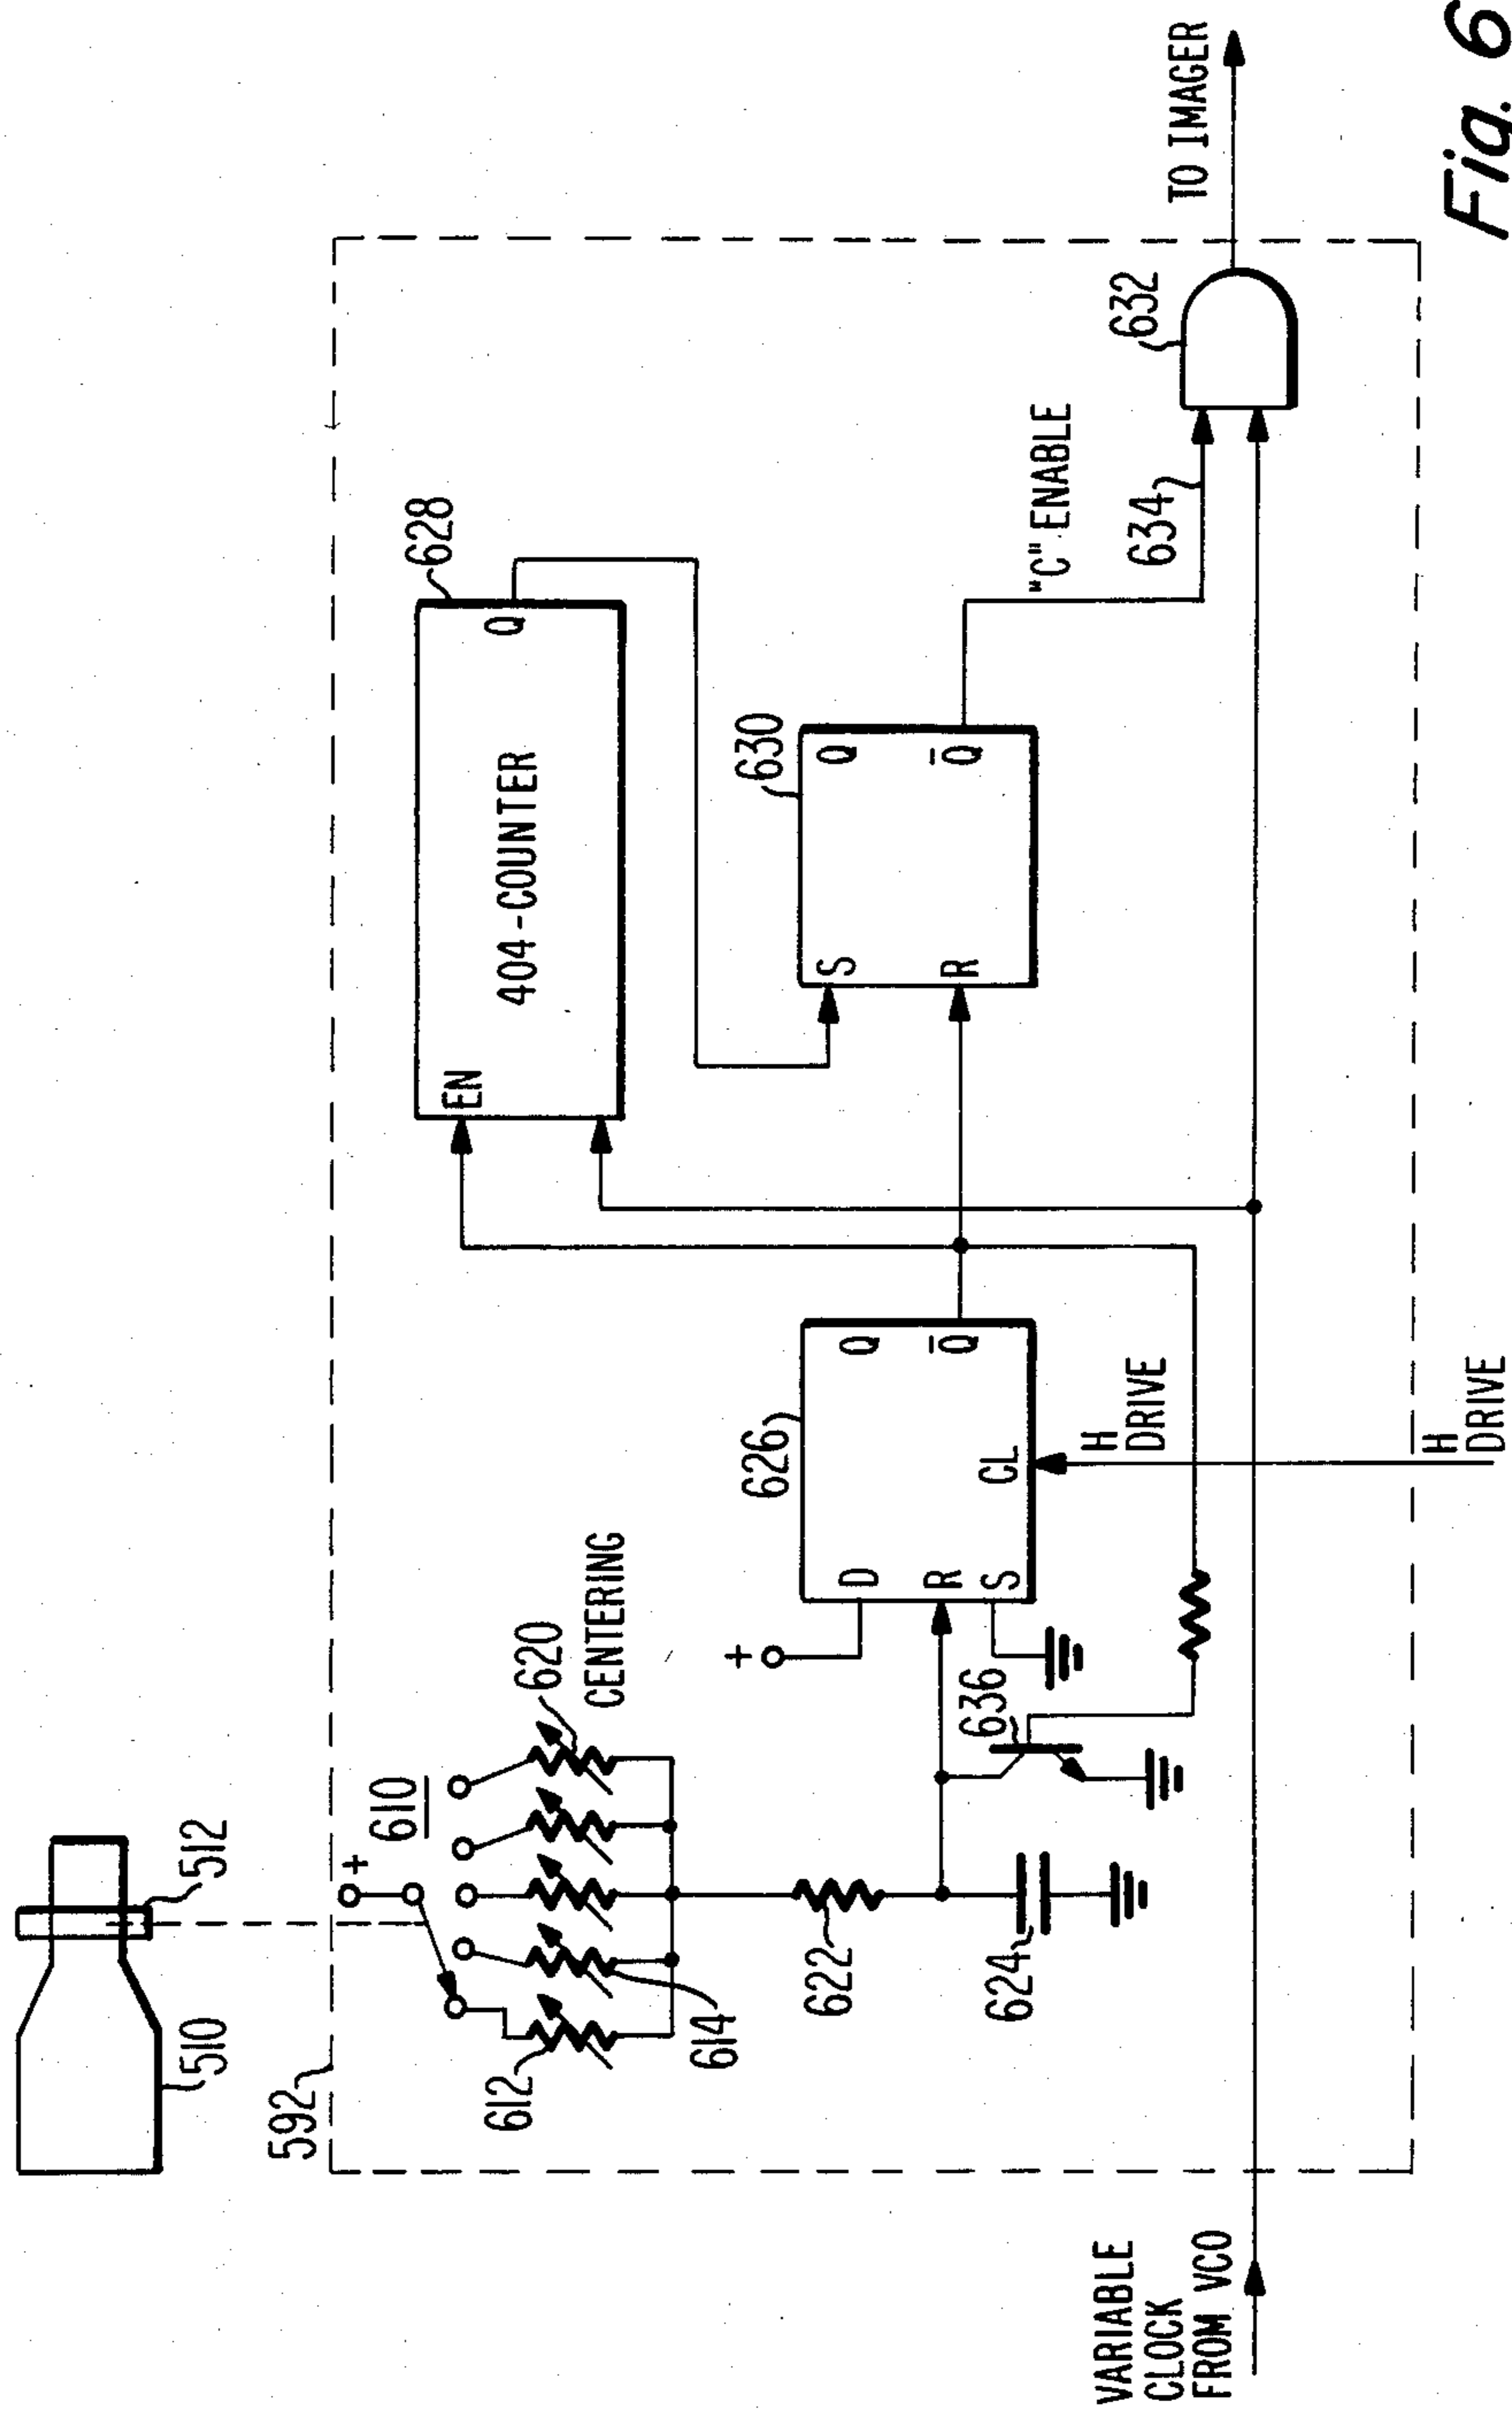 510
512
592
+
610
612
614
620
CENTERING
622
624
+
636
626
D
R
S
CL
Q
Q̅
H
DRIVE
H
DRIVE
EN
404-COUNTER
Q
628
630
S
R
Q
Q̅
"C" ENABLE
634
632
TO IMAGER
VARIABLE
CLOCK
FROM VCO
Fig. 6